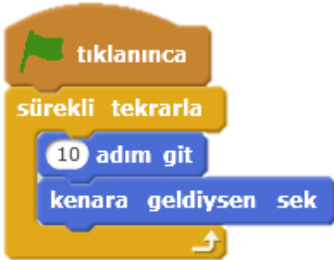 tıklanınca
sürekli tekrarla
10 adım git
kenara geldiysen sek